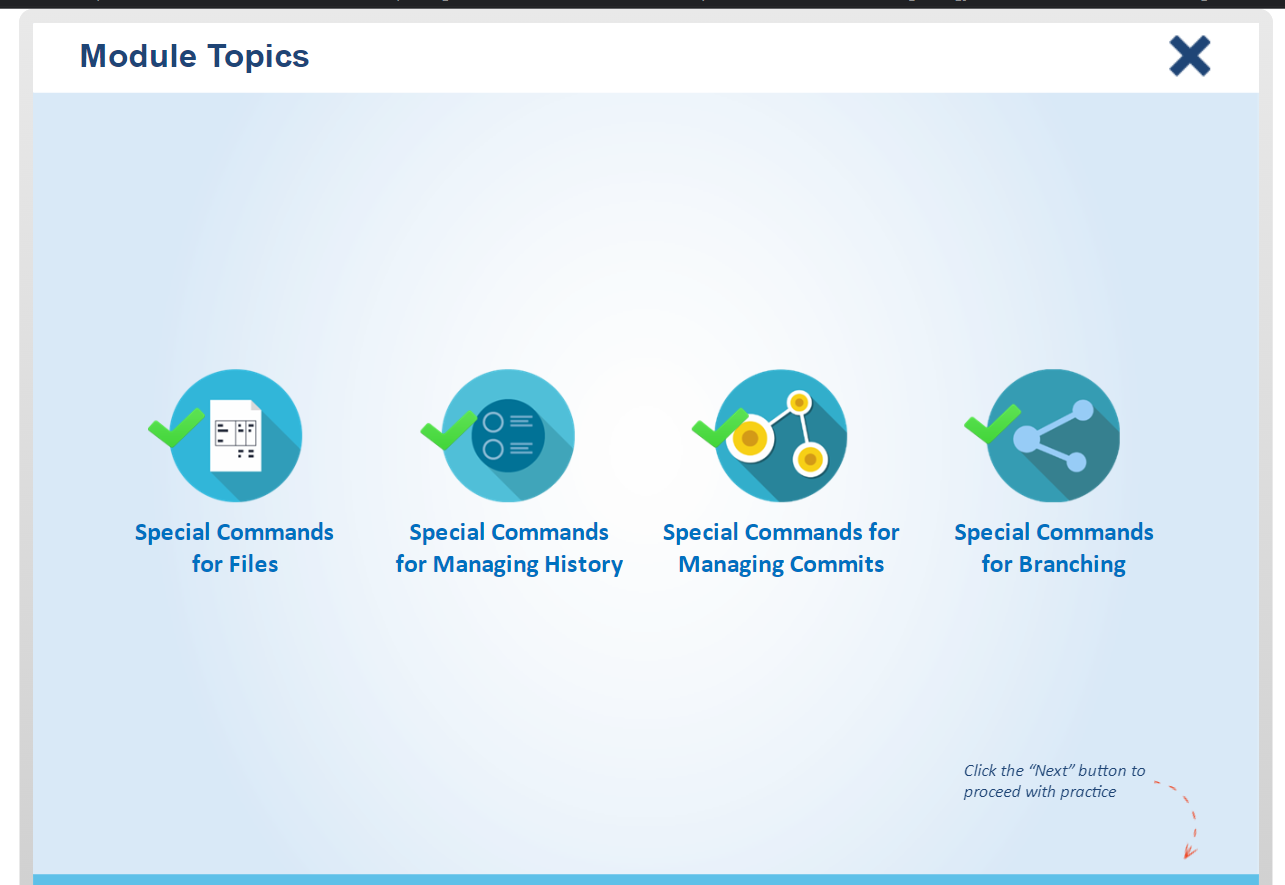 Module Topics
Special Commands
for Files
Special Commands
for Managing History
Special Commands for
Managing Commits
Special Commands
for Branching
Click the “Next” button to
proceed with practice